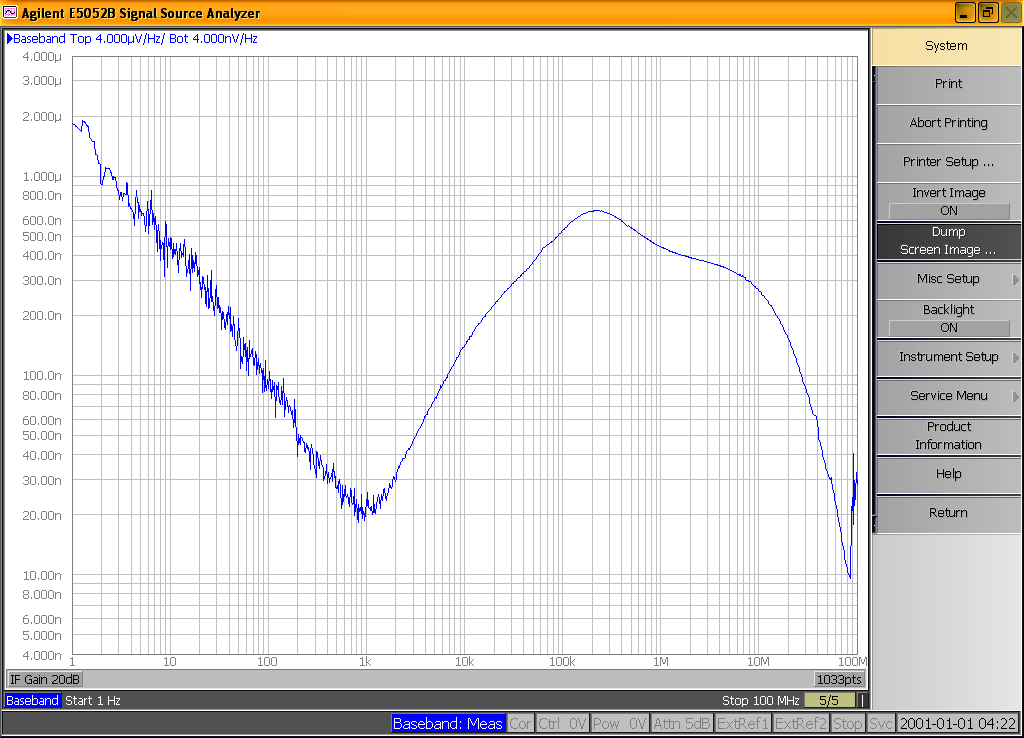 Agilent E5052B Signal Source Analyzer
Baseband Top 4.000µV/Hz/ Bot 4.000nV/Hz
4.000µ
3.000µ
2.000µ
1.000µ
800.0n
600.0n
500.0n
400.0n
300.0n
200.0n
100.0n
80.00n
60.00n
50.00n
40.00n
30.00n
20.00n
10.00n
8.000n
6.000n
5.000n
4.000n
1 10 100 1k 10k 100k 1M 10M 100M
IF Gain 20dB 1033pts
Baseband Start 1 Hz Stop 100 MHz 5/5
Baseband: Meas Cor Ctrl 0V Pow 0V Attn 5dB ExtRef1 ExtRef2 Stop Svc 2001-01-01 04:22
System
Print
Abort Printing
Printer Setup ...
Invert Image
ON
Dump
Screen Image ...
Misc Setup
Backlight
ON
Instrument Setup
Service Menu
Product
Information
Help
Return